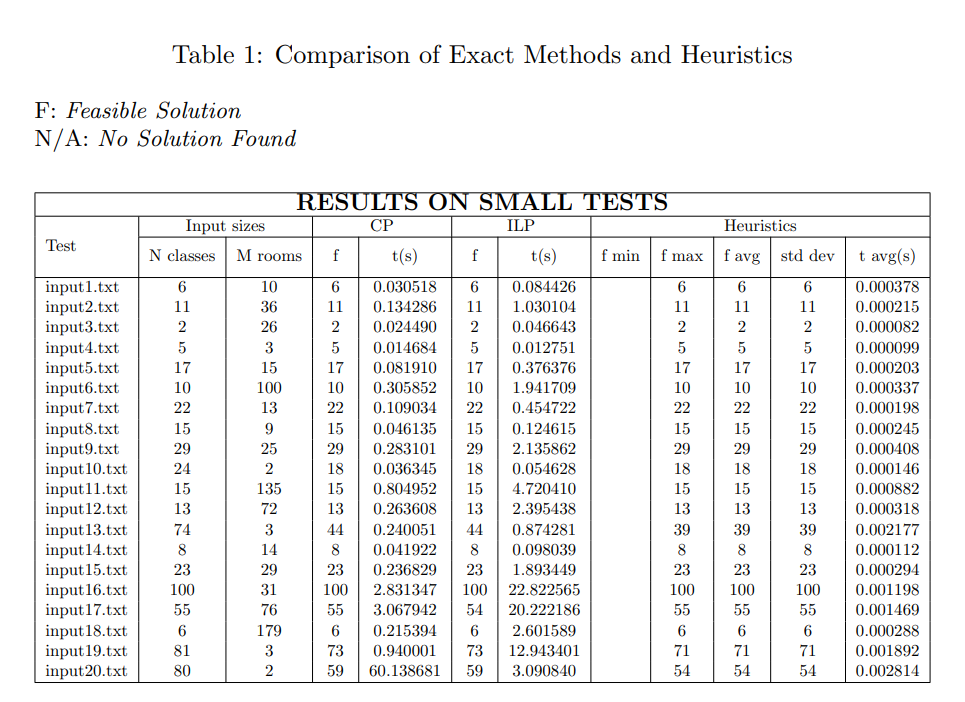 Table 1: Comparison of Exact Methods and Heuristics
F: Feasible Solution
N/A: No Solution Found
RESULTS ON SMALL TESTS
Test Input sizes CP ILP Heuristics
N classes M rooms f t(s) f t(s) f min f max f avg std dev t avg(s)
input1.txt 6 10 6 0.030518 6 0.084426 6 6 6 0.000378
input2.txt 11 36 11 0.134286 11 1.030104 11 11 11 0.000215
input3.txt 2 26 2 0.024490 2 0.046643 2 2 2 0.000082
input4.txt 5 3 5 0.014684 5 0.012751 5 5 5 0.000099
input5.txt 17 15 17 0.081910 17 0.376376 17 17 17 0.000203
input6.txt 10 100 10 0.305852 10 1.941709 10 10 10 0.000337
input7.txt 22 13 22 0.109034 22 0.454722 22 22 22 0.000198
input8.txt 15 9 15 0.046135 15 0.124615 15 15 15 0.000245
input9.txt 29 25 29 0.283101 29 2.135862 29 29 29 0.000408
input10.txt 24 2 18 0.036345 18 0.054628 18 18 18 0.000146
input11.txt 15 135 15 0.804952 15 4.720410 15 15 15 0.000882
input12.txt 13 72 13 0.263608 13 2.395438 13 13 13 0.000318
input13.txt 74 3 44 0.240051 44 0.874281 39 39 39 0.002177
input14.txt 8 14 8 0.041922 8 0.098039 8 8 8 0.000112
input15.txt 23 29 23 0.236829 23 1.893449 23 23 23 0.000294
input16.txt 100 31 100 2.831347 100 22.822565 100 100 100 0.001198
input17.txt 55 76 55 3.067942 54 20.222186 55 55 55 0.001469
input18.txt 6 179 6 0.215394 6 2.601589 6 6 6 0.000288
input19.txt 81 3 73 0.940001 73 12.943401 71 71 71 0.001892
input20.txt 80 2 59 60.138681 59 3.090840 54 54 54 0.002814